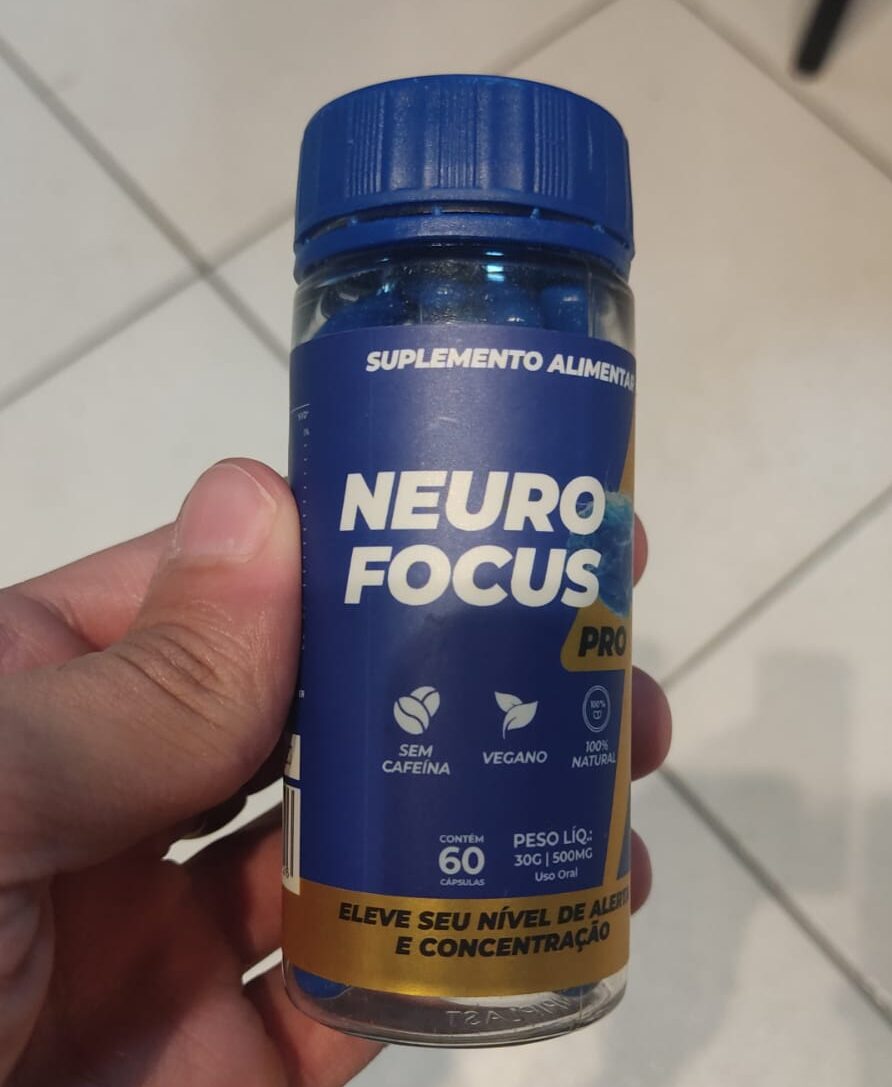 SUPLEMENTO ALIMENTAR
NEURO
FOCUS
PRO
SEM
CAFEÍNA
VEGANO
100%
100%
NATURAL
CONTÉM
60
CÁPSULAS
PESO LÍQ.:
30G | 500MG
Uso Oral
ELEVE SEU NÍVEL DE ALERTA
E CONCENTRAÇÃO